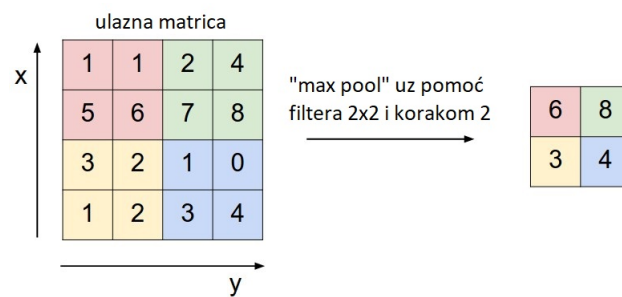 ulazna matrica
x
1 1 2 4
5 6 7 8
3 2 1 0
1 2 3 4
y
"max pool" uz pomoć
filtera 2x2 i korakom 2
6 8
3 4